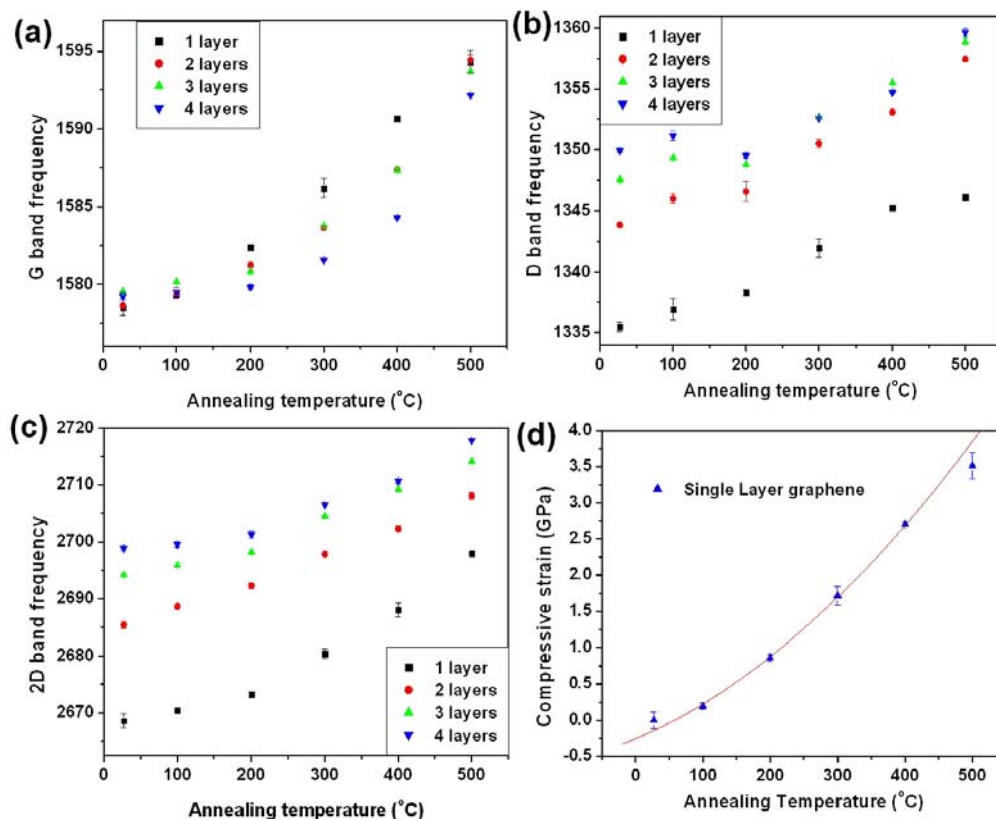 (a)
1 layer
2 layers
3 layers
4 layers
G band frequency
1595
1590
1585
1580
0 100 200 300 400 500
Annealing temperature (°C)
(b)
1 layer
2 layers
3 layers
4 layers
D band frequency
1360
1355
1350
1345
1340
1335
0 100 200 300 400 500
Annealing temperature (°C)
(c)
2D band frequency
2720
2710
2700
2690
2680
2670
1 layer
2 layers
3 layers
4 layers
0 100 200 300 400 500
Annealing temperature (°C)
(d)
Single Layer graphene
Compressive strain (GPa)
4.0
3.5
3.0
2.5
2.0
1.5
1.0
0.5
0.0
-0.5
0 100 200 300 400 500
Annealing Temperature (°C)